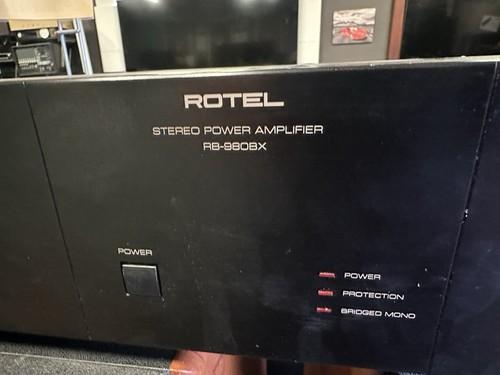 ROTEL
STEREO POWER AMPLIFIER
RB-980BX
POWER
POWER
PROTECTION
BRIDGED MONO